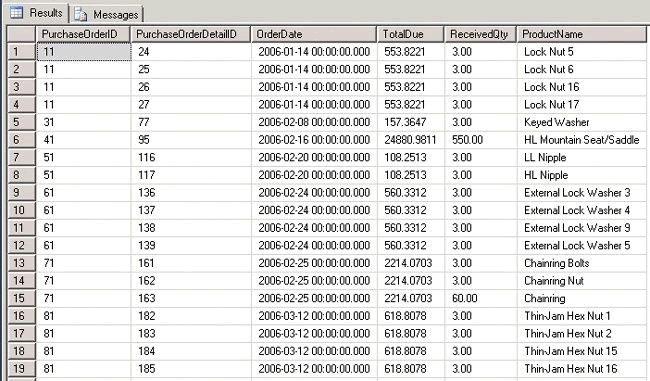 Results Messages
PurchaseOrderID PurchaseOrderDetailID OrderDate TotalDue ReceivedQty ProductName
1 11 24 2006-01-14 00:00:00.000 553.8221 3.00 Lock Nut 5
2 11 25 2006-01-14 00:00:00.000 553.8221 3.00 Lock Nut 6
3 11 26 2006-01-14 00:00:00.000 553.8221 3.00 Lock Nut 16
4 11 27 2006-01-14 00:00:00.000 553.8221 3.00 Lock Nut 17
5 31 77 2006-02-08 00:00:00.000 157.3647 3.00 Keyed Washer
6 41 95 2006-02-16 00:00:00.000 24880.9811 550.00 HL Mountain Seat/Saddle
7 51 116 2006-02-20 00:00:00.000 108.2513 3.00 LL Nipple
8 51 117 2006-02-20 00:00:00.000 108.2513 3.00 HL Nipple
9 61 136 2006-02-24 00:00:00.000 560.3312 3.00 External Lock Washer 3
10 61 137 2006-02-24 00:00:00.000 560.3312 3.00 External Lock Washer 4
11 61 138 2006-02-24 00:00:00.000 560.3312 3.00 External Lock Washer 9
12 61 139 2006-02-24 00:00:00.000 560.3312 3.00 External Lock Washer 5
13 71 161 2006-02-25 00:00:00.000 2214.0703 3.00 Chainring Bolts
14 71 162 2006-02-25 00:00:00.000 2214.0703 3.00 Chainring Nut
15 71 163 2006-02-25 00:00:00.000 2214.0703 60.00 Chainring
16 81 182 2006-03-12 00:00:00.000 618.8078 3.00 Thin-Jam Hex Nut 1
17 81 183 2006-03-12 00:00:00.000 618.8078 3.00 Thin-Jam Hex Nut 2
18 81 184 2006-03-12 00:00:00.000 618.8078 3.00 Thin-Jam Hex Nut 15
19 81 185 2006-03-12 00:00:00.000 618.8078 3.00 Thin-Jam Hex Nut 16